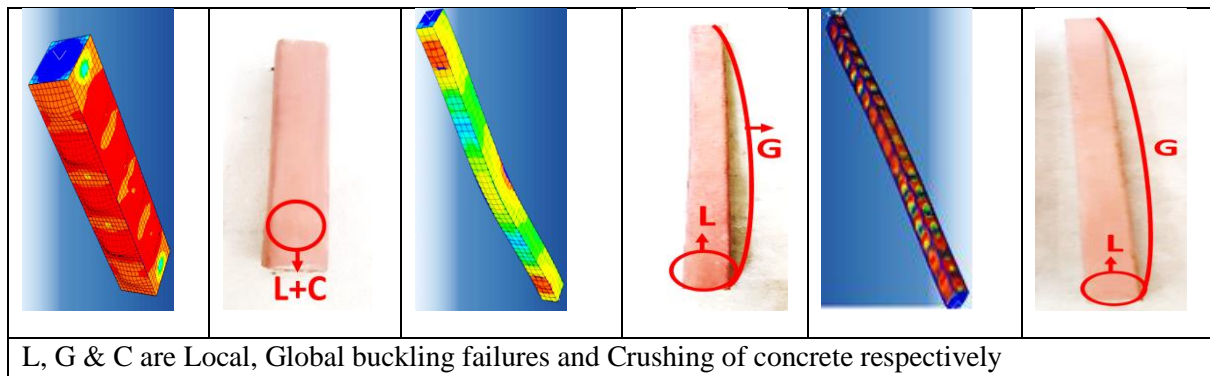 L+C
G
L
G
L
L, G & C are Local, Global buckling failures and Crushing of concrete respectively